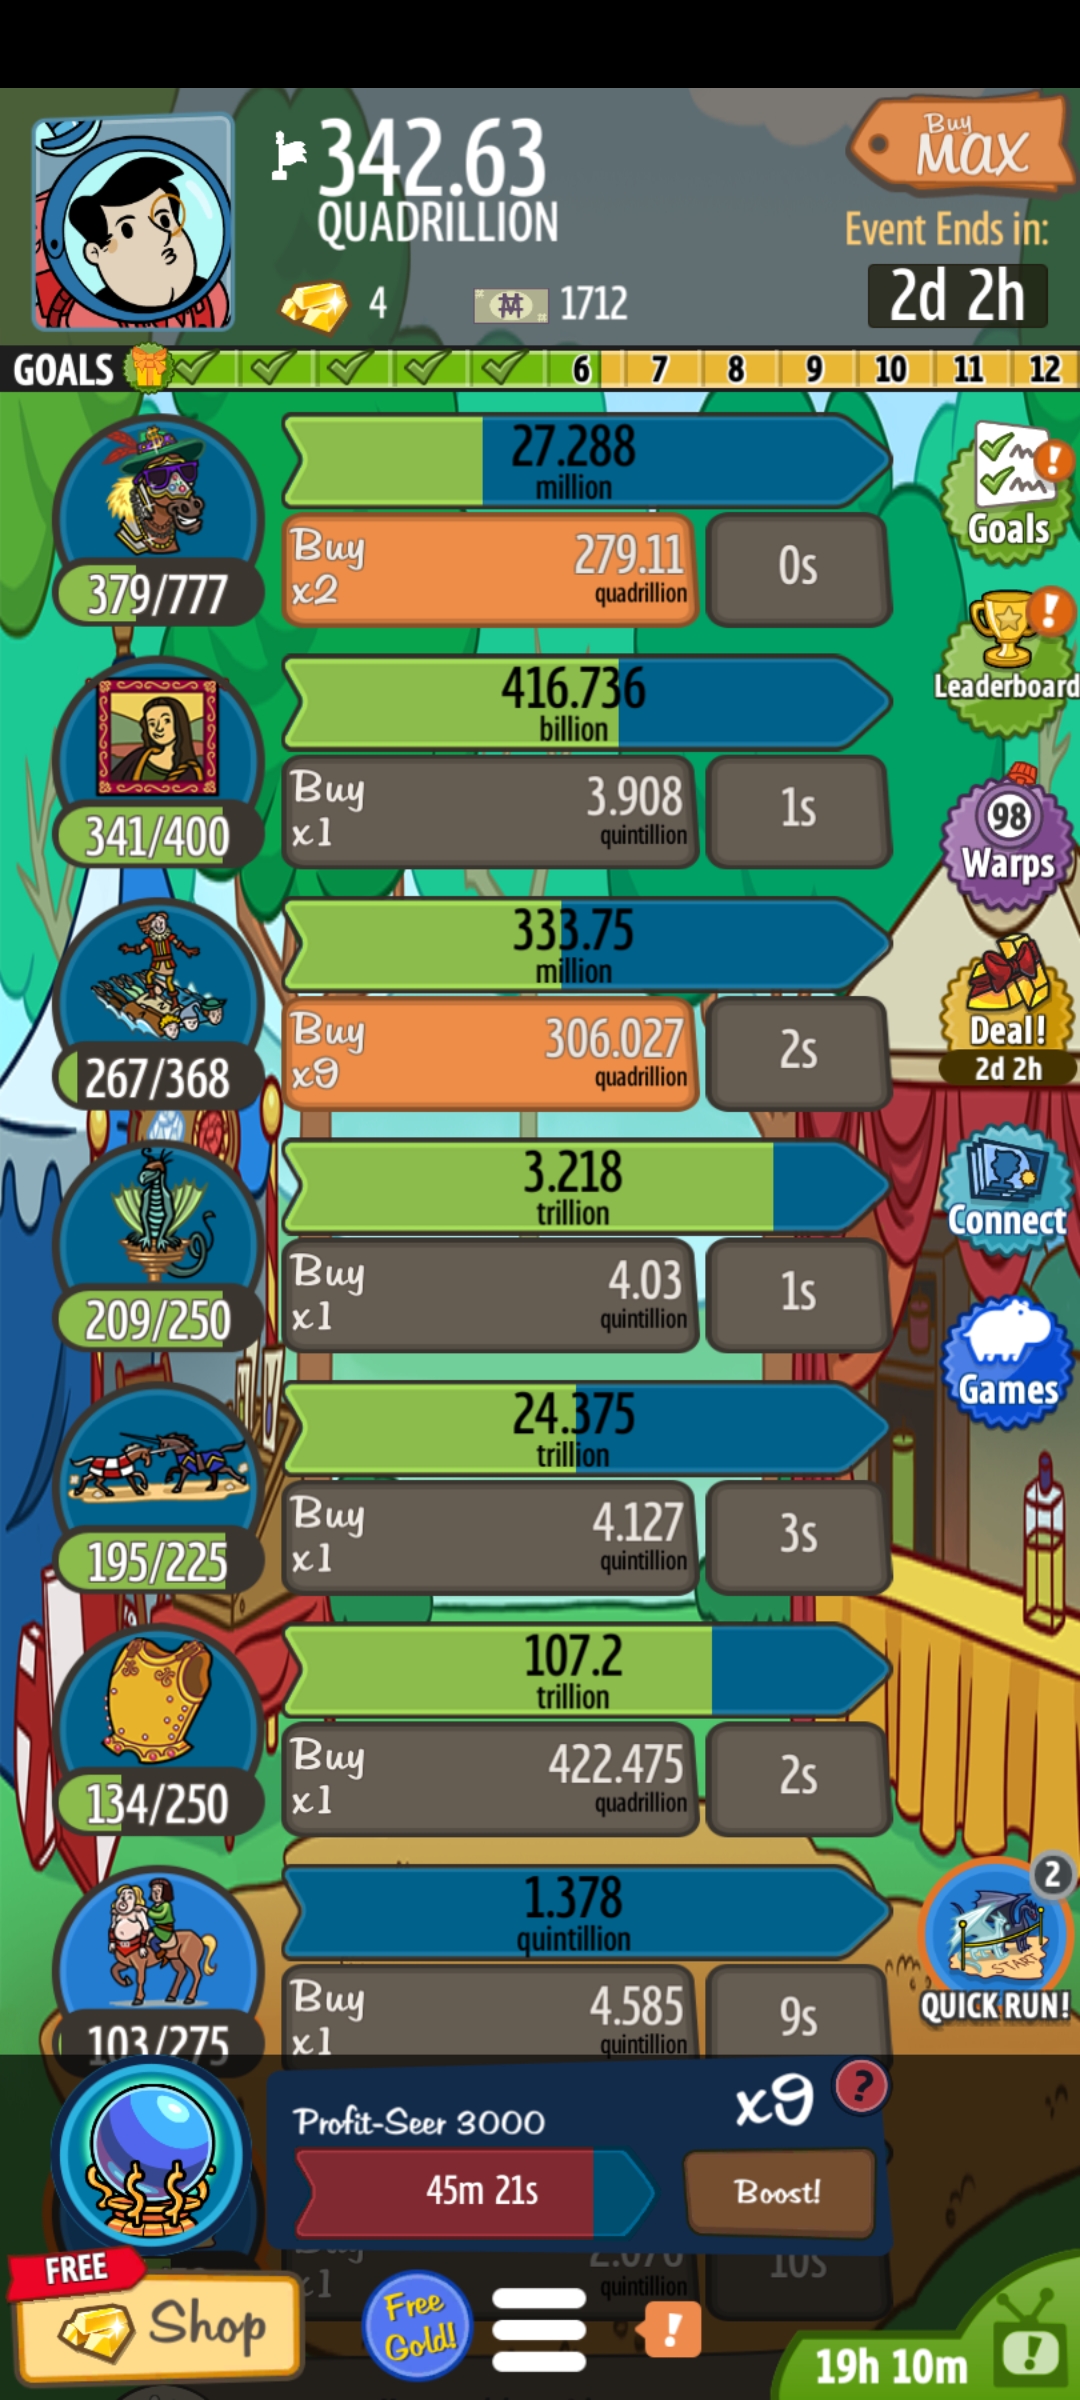 342.63
QUADRILLION
Buy
MAX
Event Ends in:
2d 2h
4
1712
GOALS
6 7 8 9 10 11 12
27.288
million
Buy
x2
279.11
quadrillion
0s
379/777
Goals
416.736
billion
Buy
x1
3.908
quintillion
1s
341/400
Leaderboard
98
Warps
333.75
million
Buy
x9
306.027
quadrillion
2s
267/368
Deal!
2d 2h
3.218
trillion
Buy
x1
4.03
quintillion
1s
209/250
Connect
Games
24.375
trillion
Buy
x1
4.127
quintillion
3s
195/225
107.2
trillion
Buy
x1
422.475
quadrillion
2s
134/250
1.378
quintillion
Buy
x1
4.585
quintillion
9s
103/275
2
START
QUICK RUN!
Profit-Seer 3000
x9
?
45m 21s
Boost!
x1
quintillion
10s
FREE
Shop
Free
Gold!
!
19h 10m
!